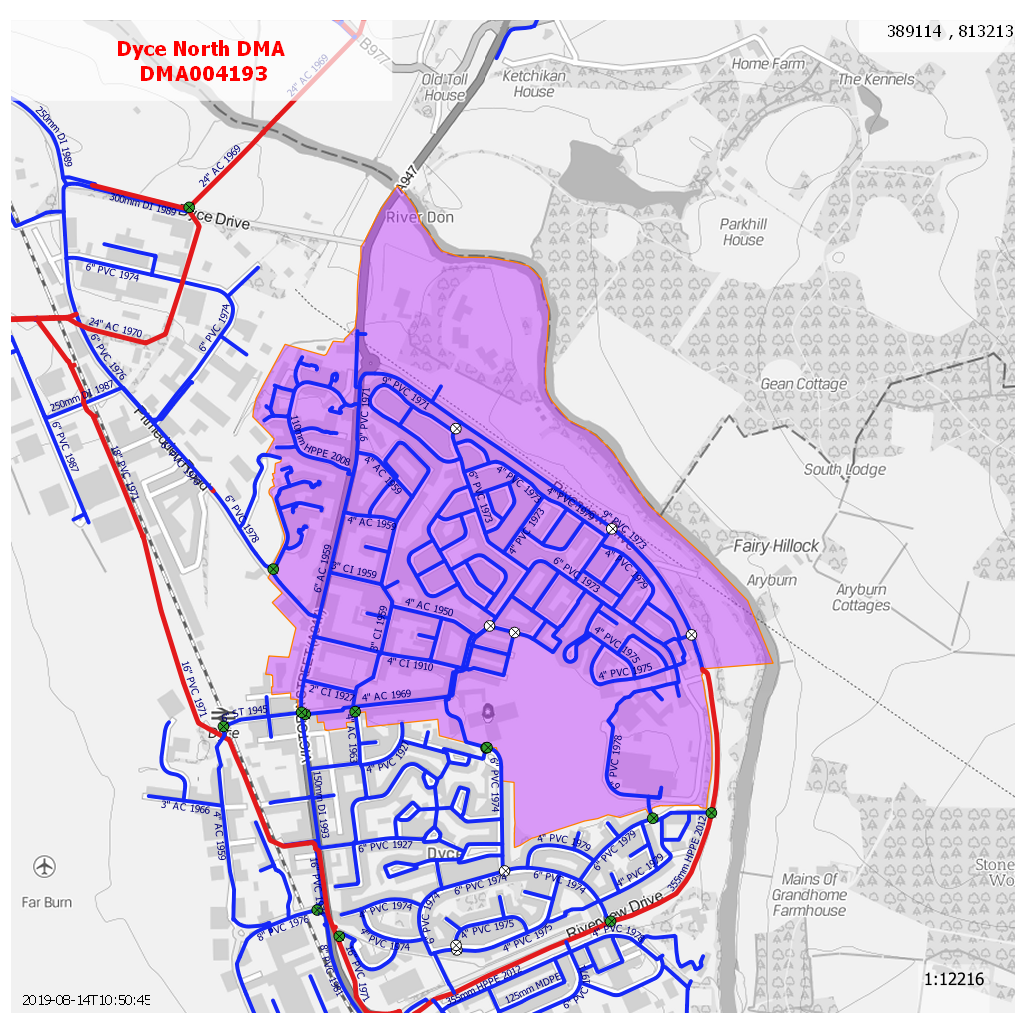 Dyce North DMA
DMA004193
389114 , 813213
B977
24" AC 1969
Old Toll
House
Ketchikan
House
Home Farm
The Kennels
250mm DI 1989
24" AC 1969
A947
300mm DI 1989
Dyce Drive
River Don
Parkhill
House
6" PVC 1974
6" PVC 1974
24" AC 1970
6" PVC 1976
250mm DI 1987
6" PVC 1987
Pitmedden Road
18" PVC 1971
6" PVC 1978
9" PVC 1971
9" PVC 1971
110mm HPPE 2008
4" AC 1959
4" AC 1959
6" AC 1959
3" CI 1959
3" CI 1959
6" PVC 1973
4" PVC 1973
4" PVC 1973
4" PVC 1979
9" PVC 1973
4" PVC 1979
6" PVC 1973
Gean Cottage
South Lodge
Fairy Hillock
Aryburn
Aryburn
Cottages
4" AC 1950
4" CI 1910
2" CI 1927
4" AC 1969
4" PVC 1975
4" PVC 1975
16" PVC 1971
ST 1945
Dyce
4" AC 1963
6" PVC 1974
6" PVC 1978
3" AC 1966
4" AC 1959
150mm DI 1993
6" PVC 1927
Dyce
4" PVC 1979
6" PVC 1979
4" PVC 1979
355mm HPPE 2012
6" PVC 1974
6" PVC 1974
6" PVC 1974
4" PVC 1974
4" PVC 1974
4" PVC 1975
4" PVC 1975
Riverview Drive
8" PVC 1976
8" PVC 1981
16" PVC 1971
355mm HPPE 2012
125mm MDPE
Far Burn
Mains Of
Grandhome
Farmhouse
Stone
Wo
1:12216
2019-08-14T10:50:45